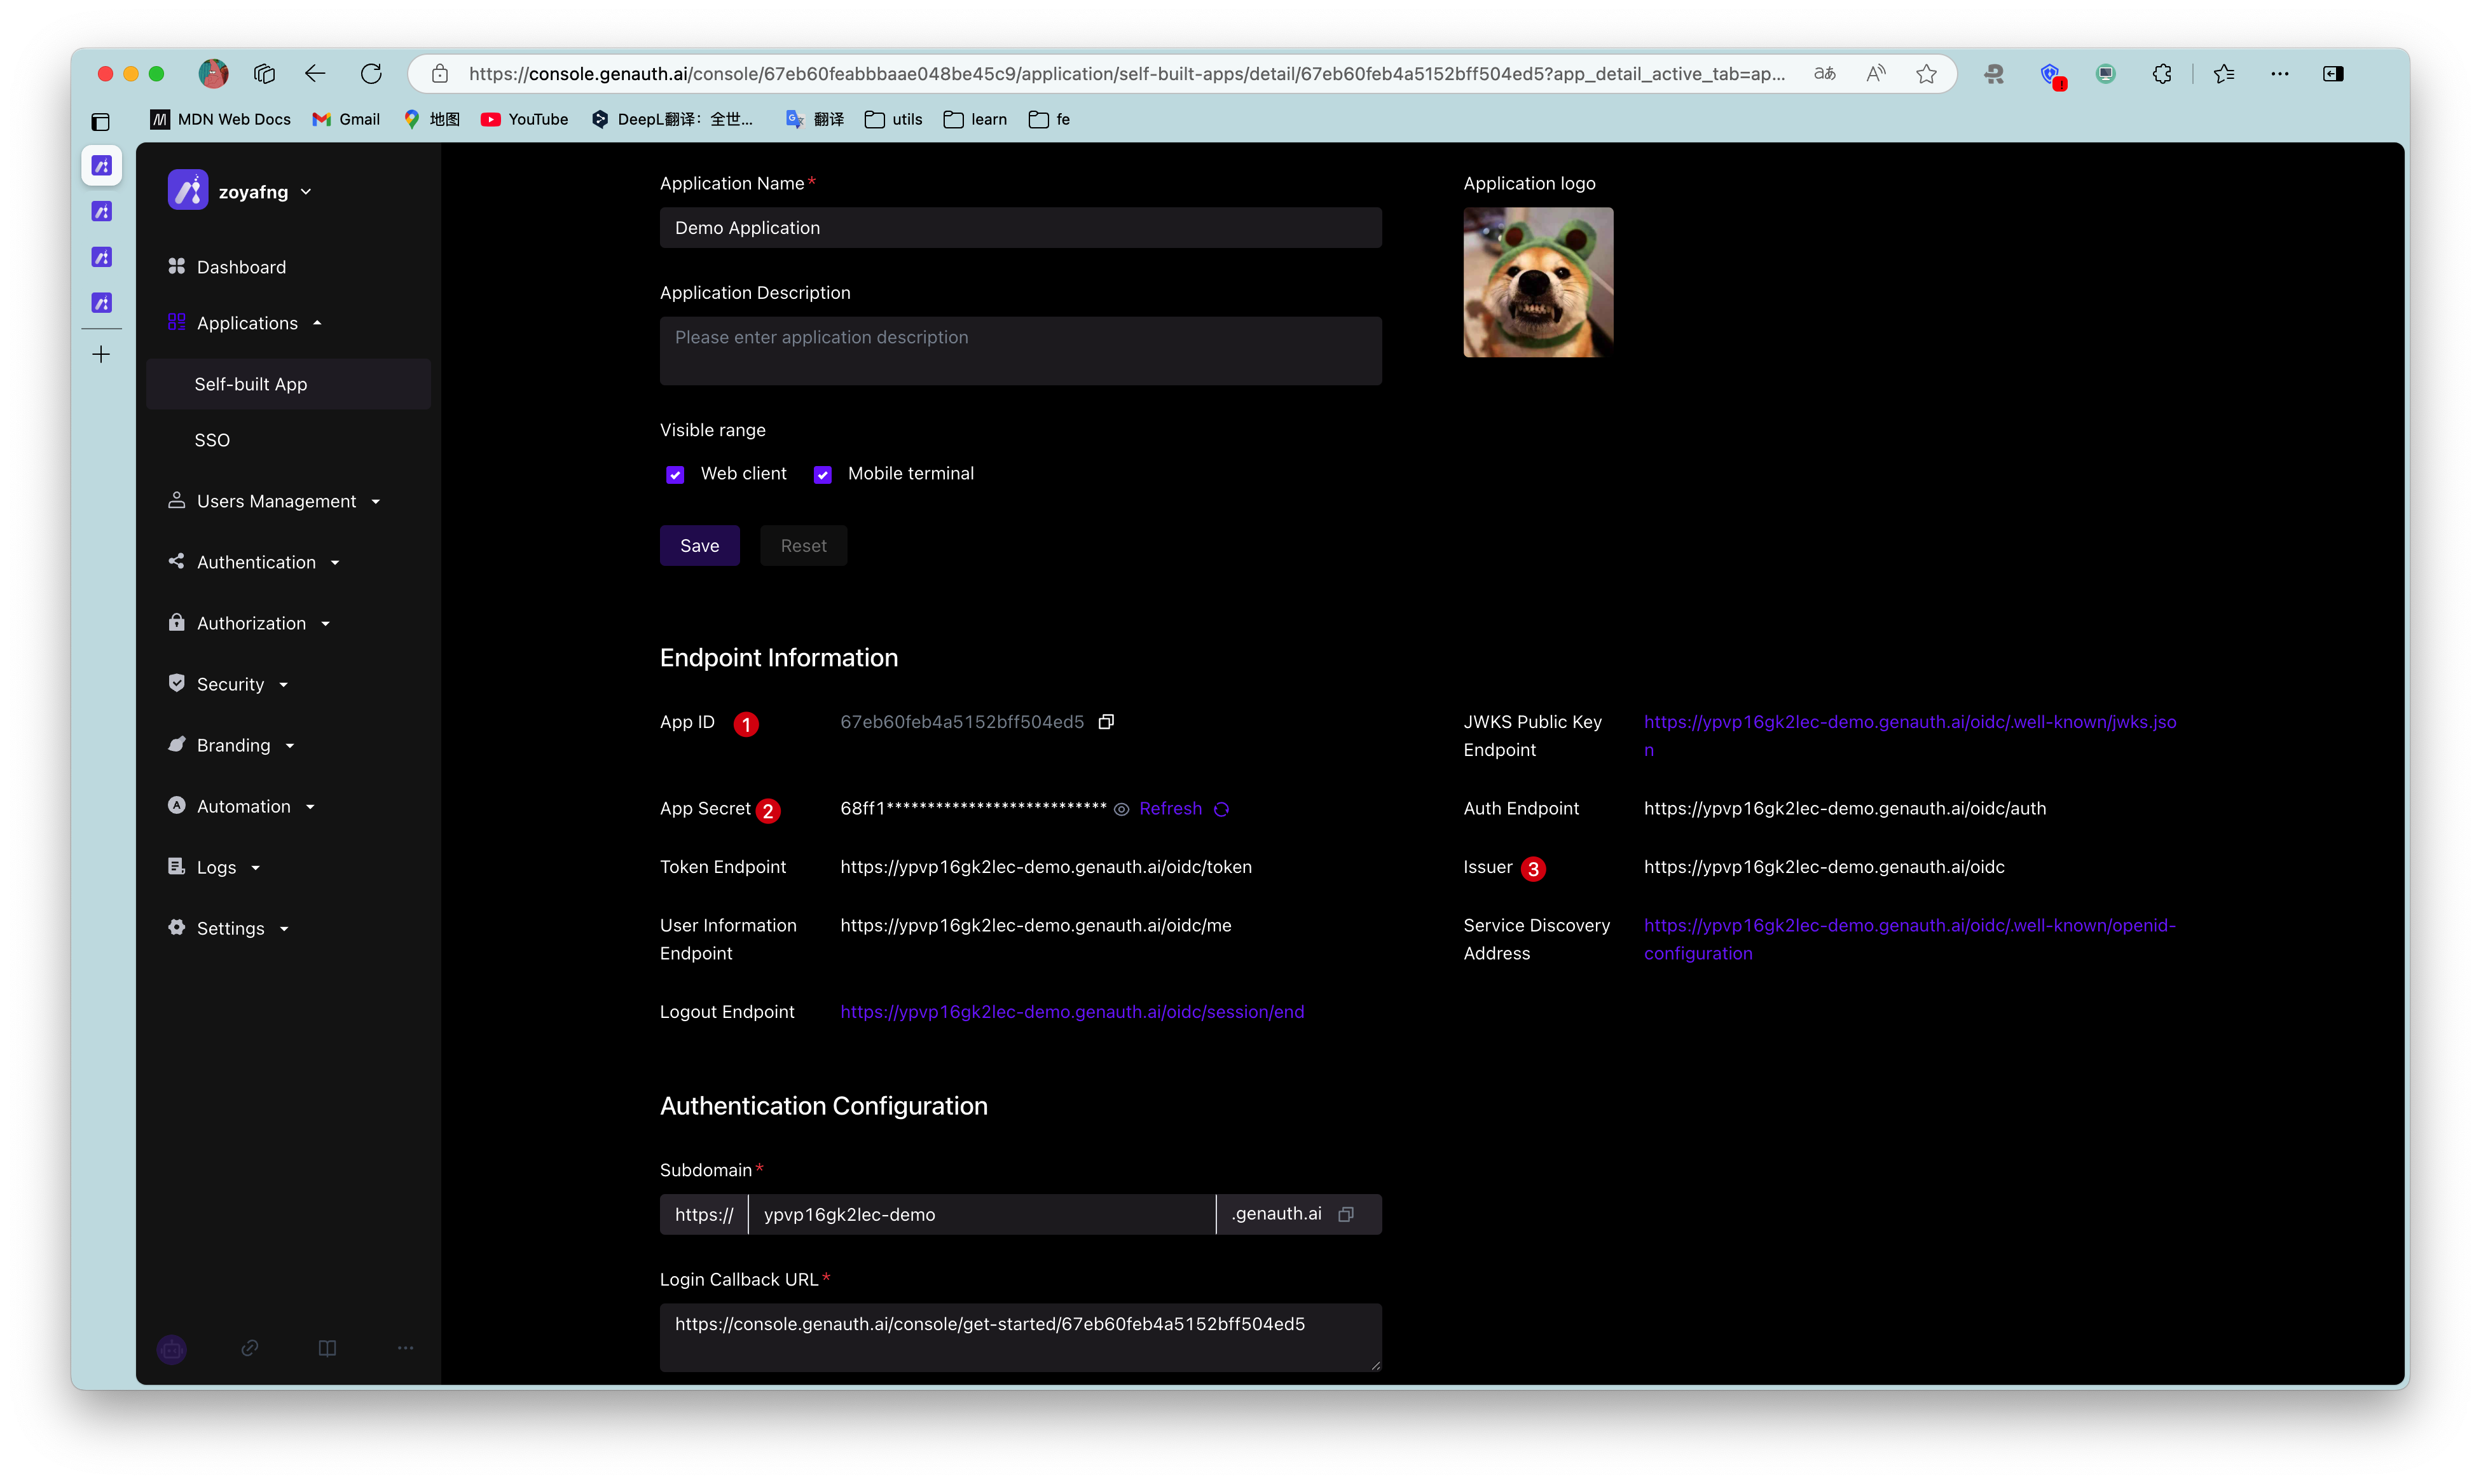 https://console.genauth.ai/console/67eb60feabbbaae048be45c9/application/self-built-apps/detail/67eb60feb4a5152bff504ed5?app_detail_active_tab=ap...
MDN Web Docs
Gmail
地图
YouTube
DeepL翻译：全世...
翻译
utils
learn
fe
zoyafng
Dashboard
Applications
Self-built App
SSO
Users Management
Authentication
Authorization
Security
Branding
Automation
Logs
Settings
Application Name*
Demo Application
Application logo
Application Description
Please enter application description
Visible range
Web client
Mobile terminal
Save
Reset
Endpoint Information
App ID 1
67eb60feb4a5152bff504ed5
JWKS Public Key
Endpoint
https://ypvp16gk2lec-demo.genauth.ai/oidc/.well-known/jwks.jso
n
App Secret 2
68ff1*************************** Refresh
Auth Endpoint
https://ypvp16gk2lec-demo.genauth.ai/oidc/auth
Token Endpoint
https://ypvp16gk2lec-demo.genauth.ai/oidc/token
Issuer 3
https://ypvp16gk2lec-demo.genauth.ai/oidc
User Information
Endpoint
https://ypvp16gk2lec-demo.genauth.ai/oidc/me
Service Discovery
Address
https://ypvp16gk2lec-demo.genauth.ai/oidc/.well-known/openid-
configuration
Logout Endpoint
https://ypvp16gk2lec-demo.genauth.ai/oidc/session/end
Authentication Configuration
Subdomain*
https://
ypvp16gk2lec-demo
.genauth.ai
Login Callback URL*
https://console.genauth.ai/console/get-started/67eb60feb4a5152bff504ed5